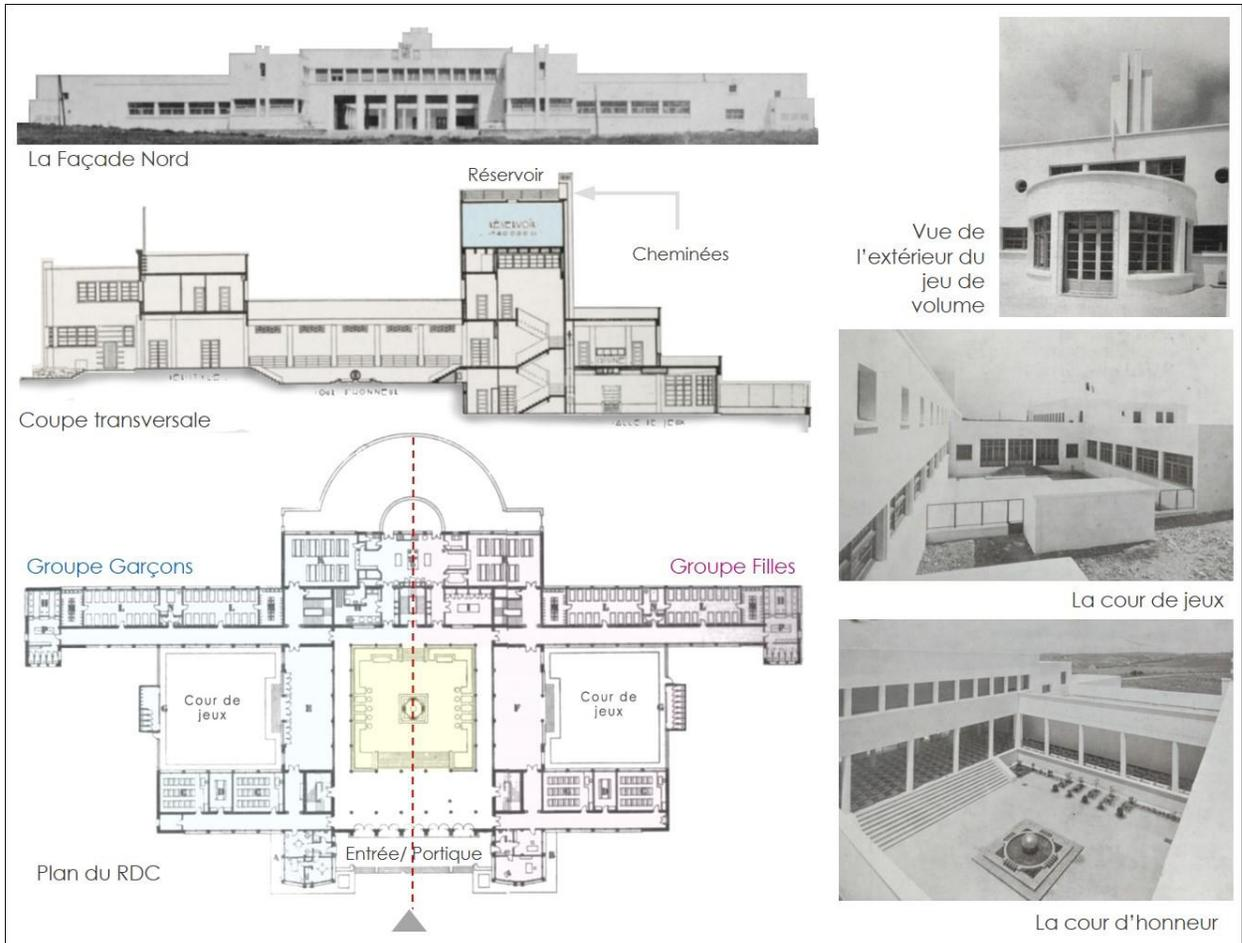 La Façade Nord
Réservoir
RÉSERVOIR
Cheminées
Vue de
l'extérieur du
jeu de
volume
Coupe transversale
La cour de jeux
Groupe Garçons
Groupe Filles
L
N
L
L
N
L
P
P
Cour de
jeux
Cour de
jeux
G
E
F
G
A
B
Entrée/ Portique
Plan du RDC
La cour d'honneur